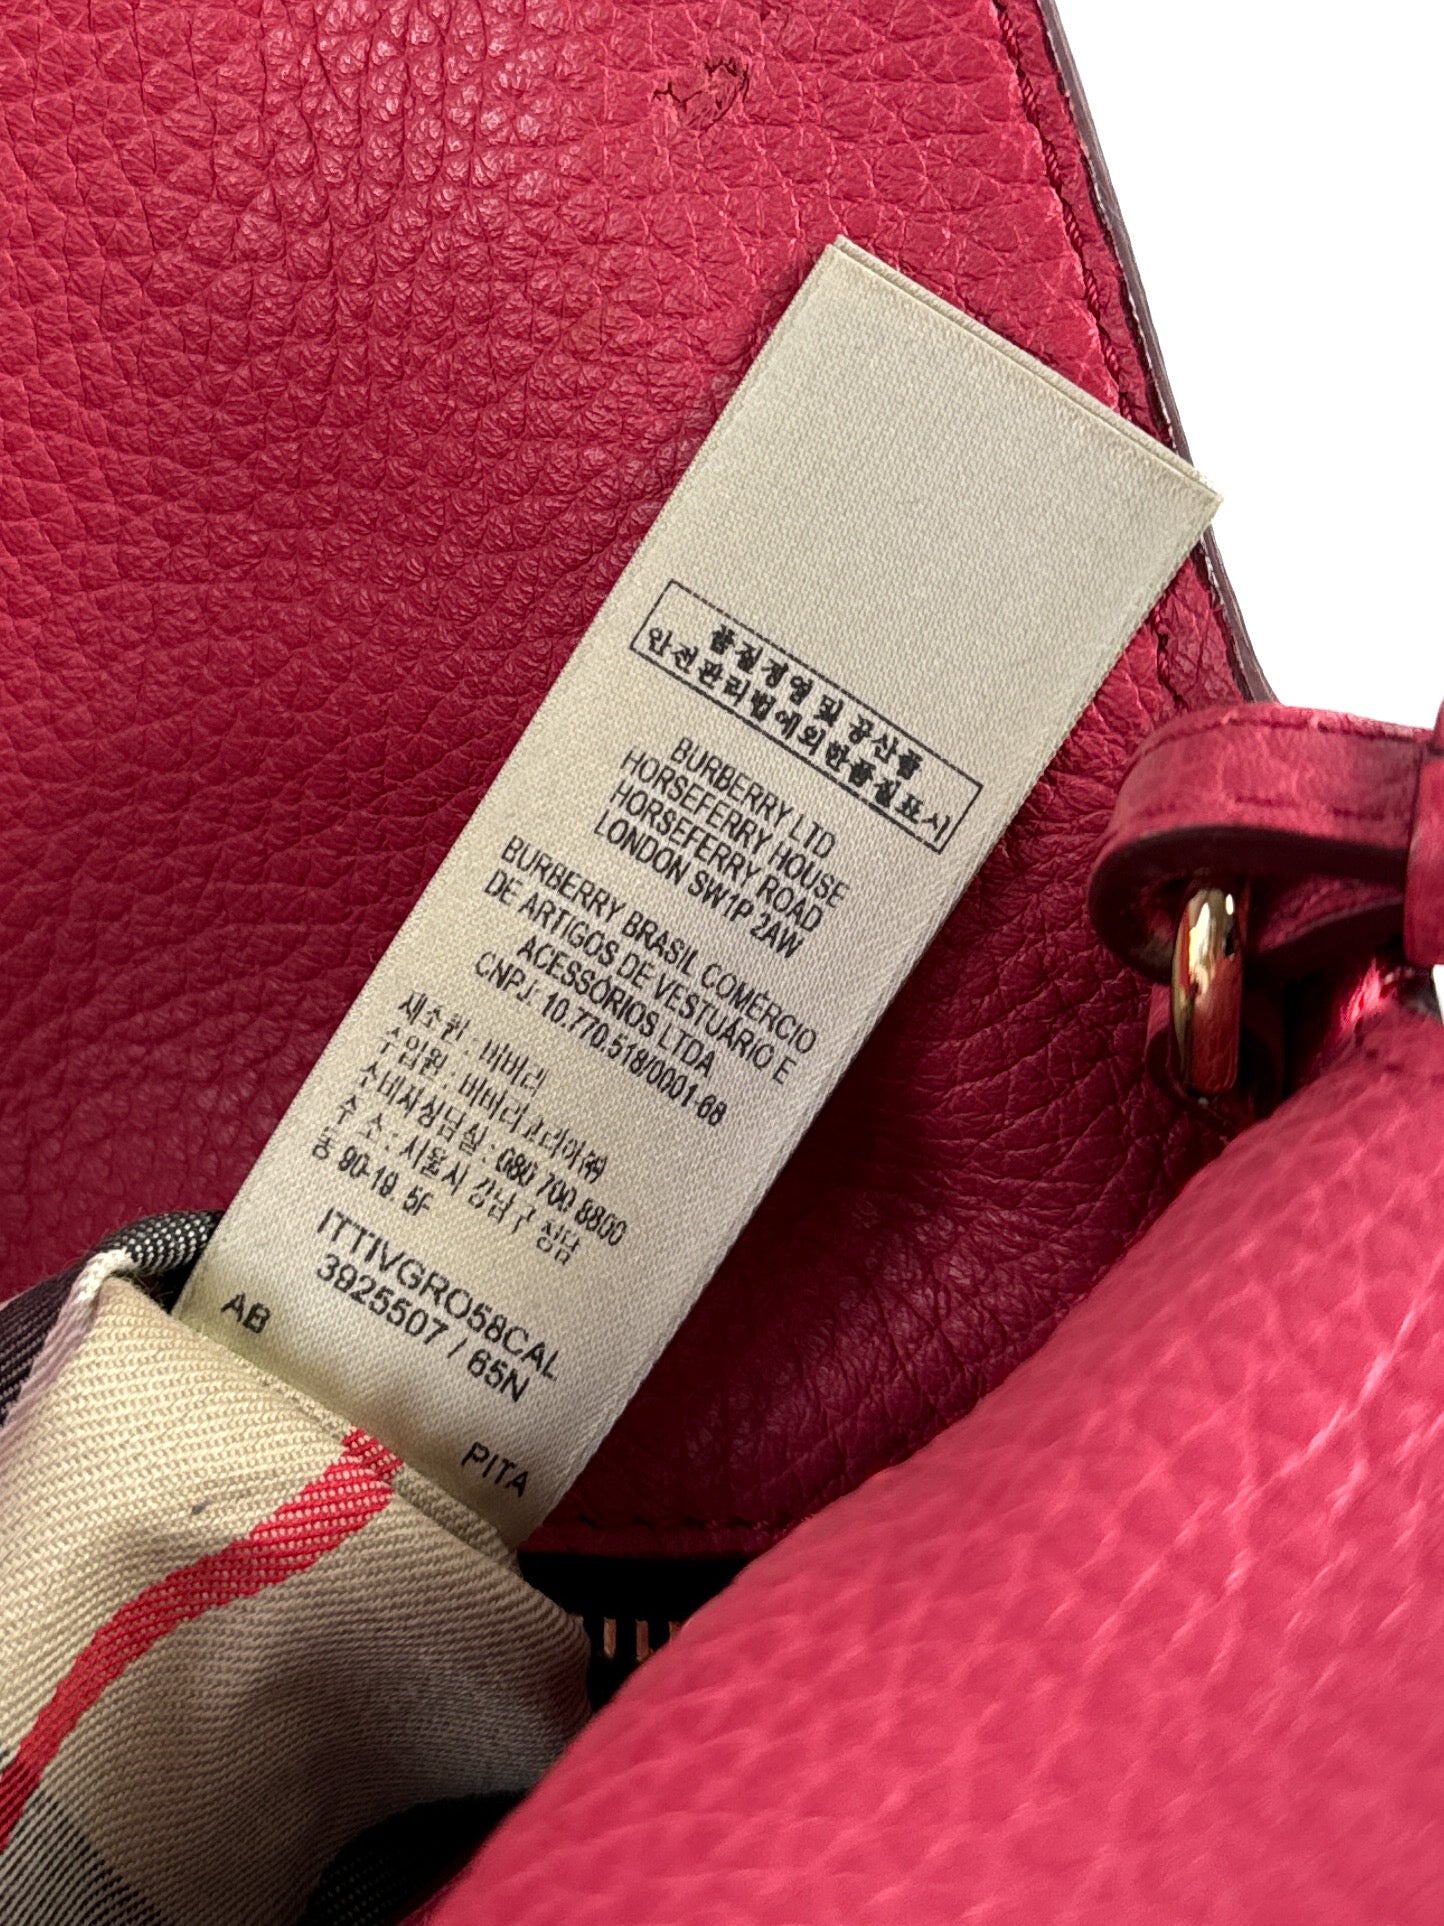 품질경영 및 공산품
안전관리법에의한품질표시
BURBERRY LTD
HORSEFERRY HOUSE
HORSEFERRY ROAD
LONDON SW1P 2AW
BURBERRY BRASIL COMÉRCIO
DE ARTIGOS DE VESTUÁRIO E
ACESSÓRIOS LTDA
CNPJ: 10.770.518/0001-68
제조원 : 버버리
수입원 : 버버리코리아㈜
소비자상담실 : 080 700 8800
주 소 : 서울시 강남구 청담
동 90-19. 5F
ITTIVGRO58CAL
3925507 / 65N
AB
PITA